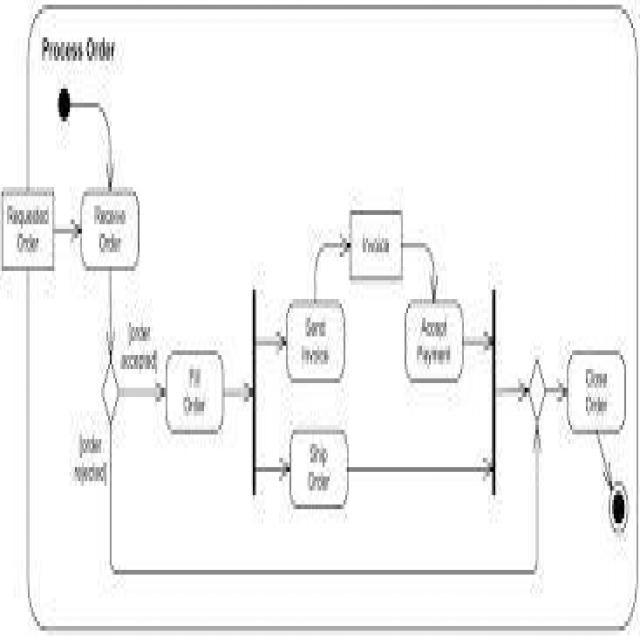 Process Order
Requested
Order
Receive
Order
Invoice
[order
accepted]
Send
Invoice
Accept
Payment
Fill
Order
Close
Order
[order
rejected]
Ship
Order